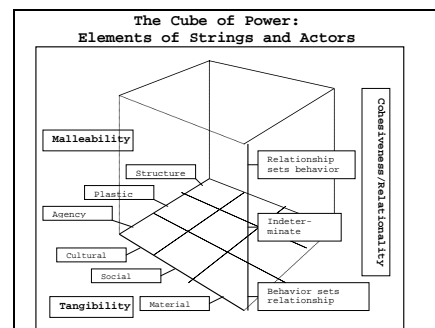 The Cube of Power:
Elements of Strings and Actors
Malleability
Structure
Plastic
Agency
Cultural
Social
Tangibility
Material
Relationship
sets behavior
Indeter-
minate
Behavior sets
relationship
Cohesiveness/Relationality